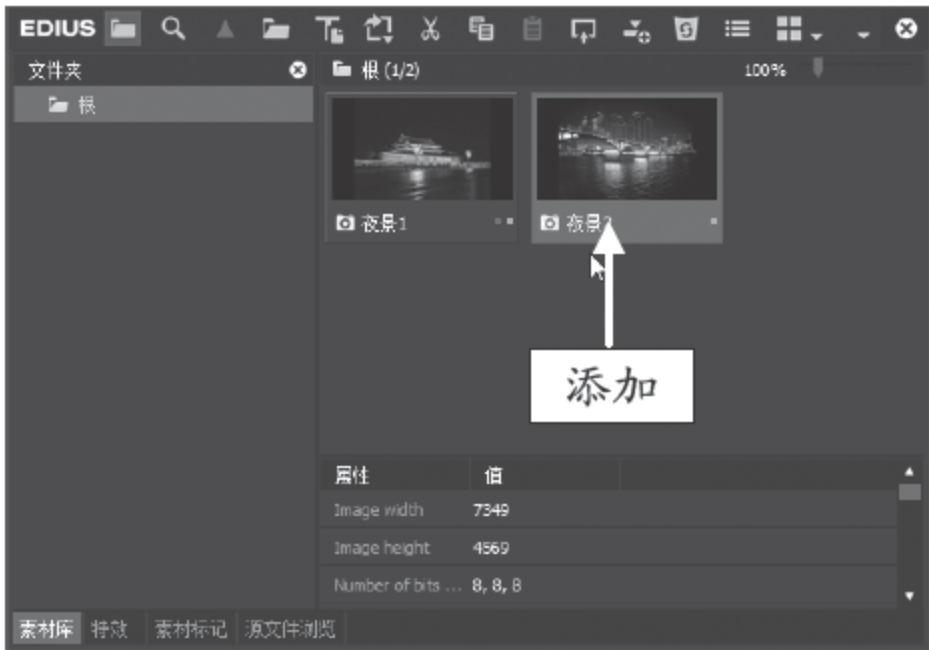 EDIUS
文件夹
根 (1/2)
100%
根
夜景1
夜景2
添加
属性
值
Image width
7349
Image height
4569
Number of bits ...
8, 8, 8
素材库
特效
素材标记
源文件浏览